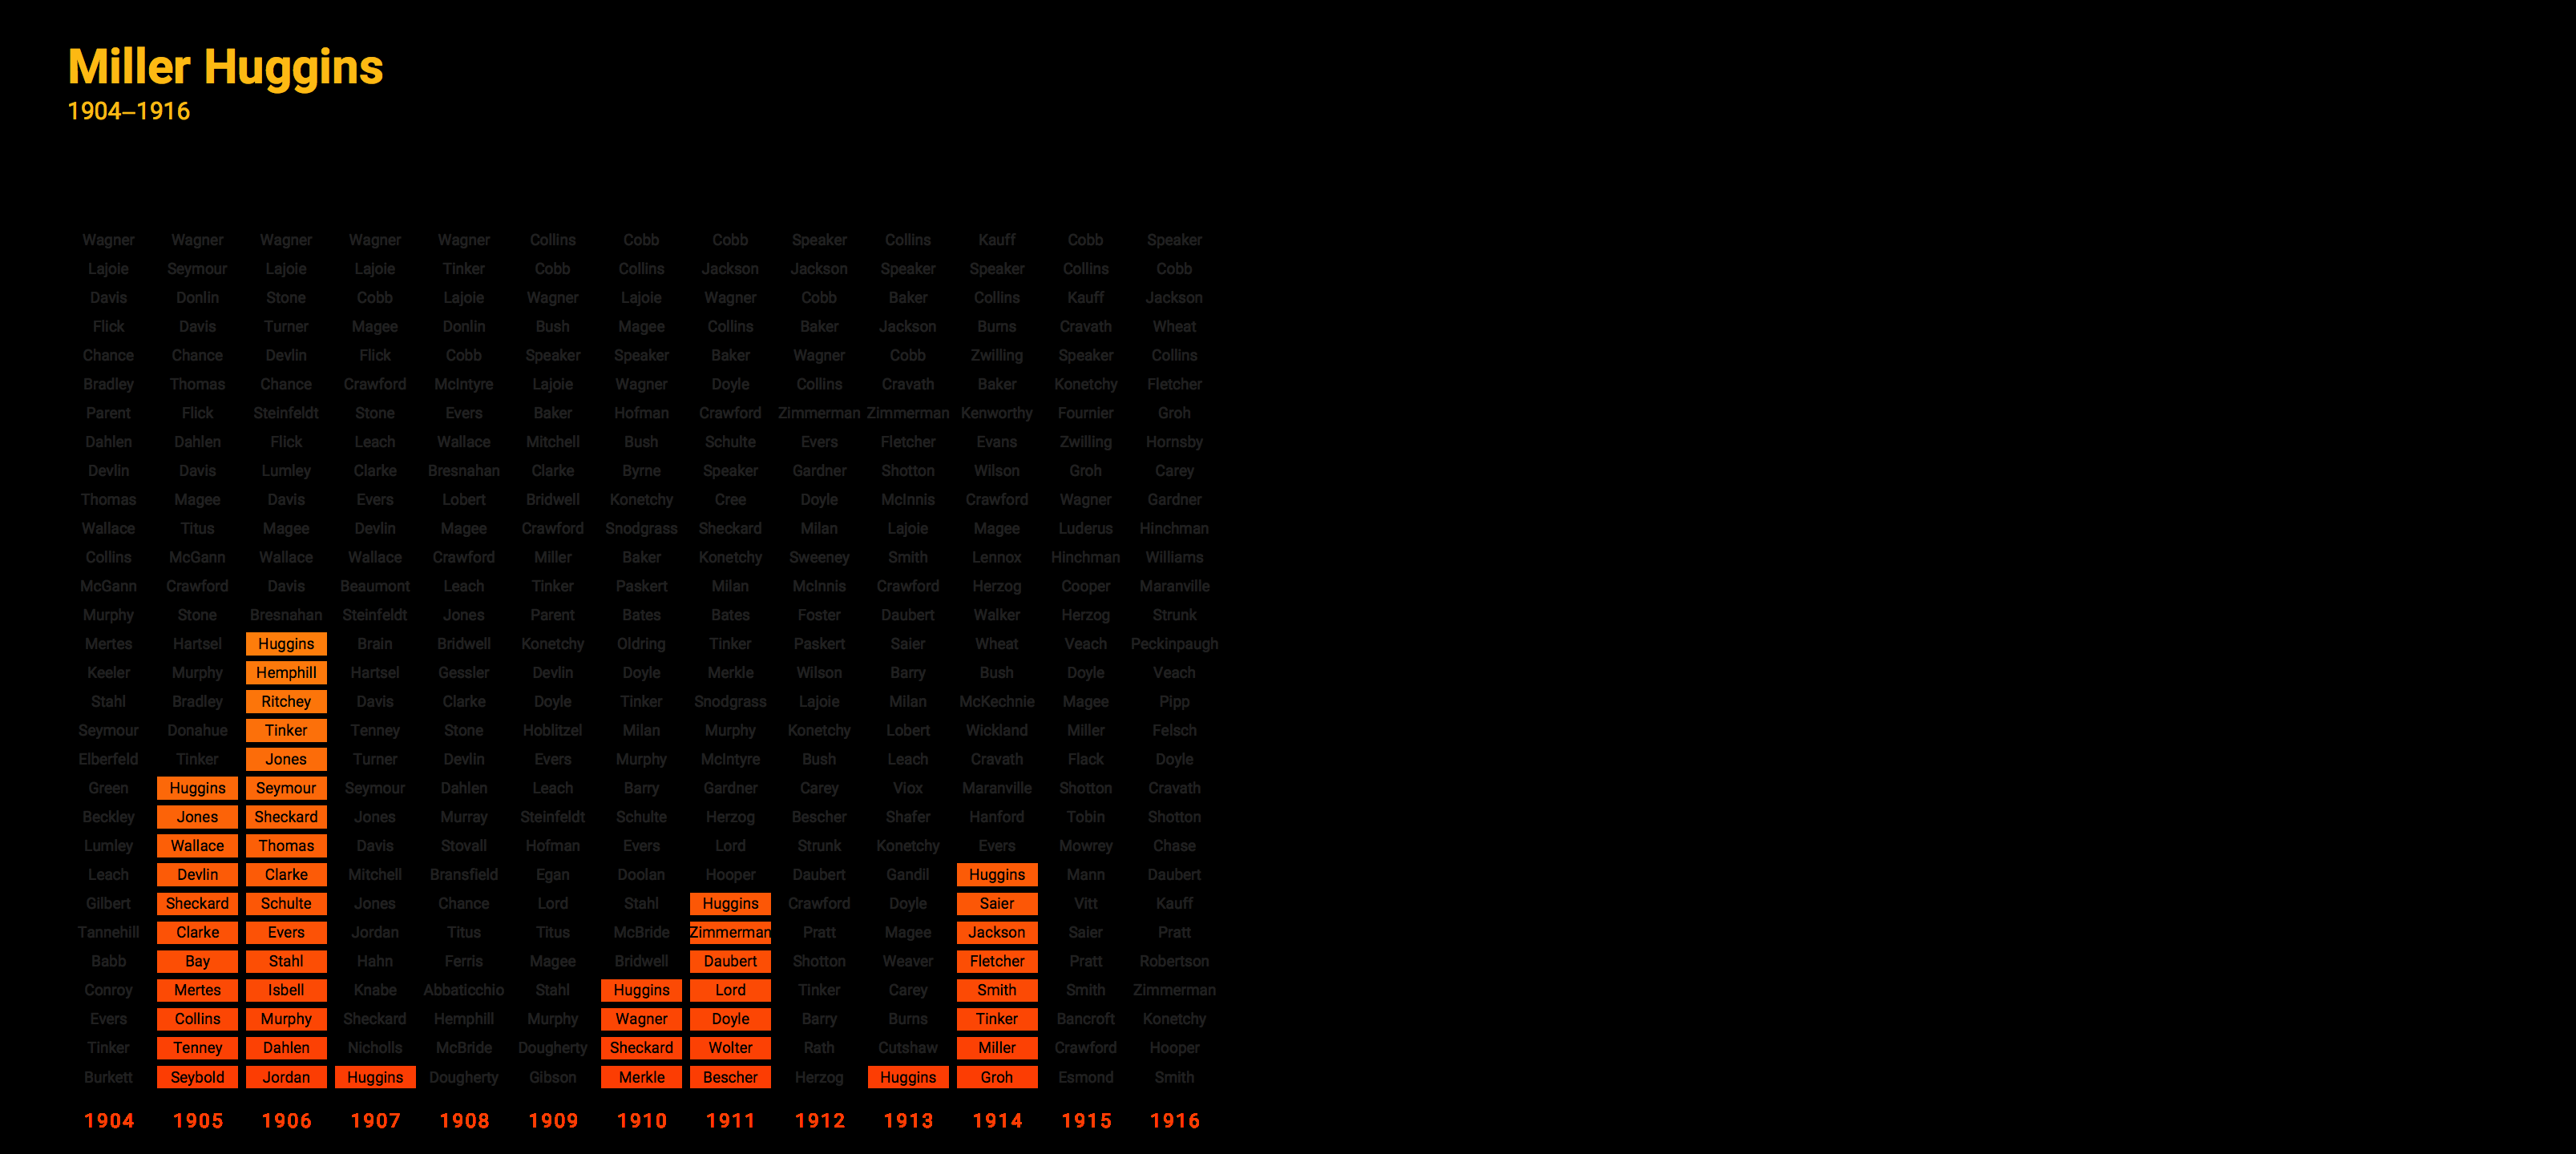 Miller Huggins
1904–1916
Wagner Wagner Wagner Wagner Wagner Collins Cobb Cobb Speaker Collins Kauff Cobb Speaker
Lajoie Seymour Lajoie Lajoie Tinker Cobb Collins Jackson Jackson Speaker Speaker Collins Cobb
Davis Donlin Stone Cobb Lajoie Wagner Lajoie Wagner Cobb Baker Collins Kauff Jackson
Flick Davis Turner Magee Donlin Bush Magee Collins Baker Jackson Burns Cravath Wheat
Chance Chance Devlin Flick Cobb Speaker Speaker Baker Wagner Cobb Zwilling Speaker Collins
Bradley Thomas Chance Crawford McIntyre Lajoie Wagner Doyle Collins Cravath Baker Konetchy Fletcher
Parent Flick Steinfeldt Stone Evers Baker Hofman Crawford Zimmerman Zimmerman Kenworthy Fournier Groh
Dahlen Dahlen Flick Leach Wallace Mitchell Bush Schulte Evers Fletcher Evans Zwilling Hornsby
Devlin Davis Lumley Clarke Bresnahan Clarke Byrne Speaker Gardner Shotton Wilson Groh Carey
Thomas Magee Davis Evers Lobert Bridwell Konetchy Cree Doyle McInnis Crawford Wagner Gardner
Wallace Titus Magee Devlin Magee Crawford Snodgrass Sheckard Milan Lajoie Magee Luderus Hinchman
Collins McGann Wallace Wallace Crawford Miller Baker Konetchy Sweeney Smith Lennox Hinchman Williams
McGann Crawford Davis Beaumont Leach Tinker Paskert Milan McInnis Crawford Herzog Cooper Maranville
Murphy Stone Bresnahan Steinfeldt Jones Parent Bates Bates Foster Daubert Walker Herzog Strunk
Mertes Hartsel Huggins Brain Bridwell Konetchy Oldring Tinker Paskert Saier Wheat Veach Peckinpaugh
Keeler Murphy Hemphill Hartsel Gessler Devlin Doyle Merkle Wilson Barry Bush Doyle Veach
Stahl Bradley Ritchey Davis Clarke Doyle Tinker Snodgrass Lajoie Milan McKechnie Magee Pipp
Seymour Donahue Tinker Tenney Stone Hoblitzel Milan Murphy Konetchy Lobert Wickland Miller Felsch
Elberfeld Tinker Jones Turner Devlin Evers Murphy McIntyre Bush Leach Cravath Flack Doyle
Green Huggins Seymour Seymour Dahlen Leach Barry Gardner Carey Viox Maranville Shotton Cravath
Beckley Jones Sheckard Jones Murray Steinfeldt Schulte Herzog Bescher Shafer Hanford Tobin Shotton
Lumley Wallace Thomas Davis Stovall Hofman Evers Lord Strunk Konetchy Evers Mowrey Chase
Leach Devlin Clarke Mitchell Bransfield Egan Doolan Hooper Daubert Gandil Huggins Mann Daubert
Gilbert Sheckard Schulte Jones Chance Lord Stahl Huggins Crawford Doyle Saier Vitt Kauff
Tannehill Clarke Evers Jordan Titus Titus McBride Zimmerman Pratt Magee Jackson Saier Pratt
Babb Bay Stahl Hahn Ferris Magee Bridwell Daubert Shotton Weaver Fletcher Pratt Robertson
Conroy Mertes Isbell Knabe Abbaticchio Stahl Huggins Lord Tinker Carey Smith Smith Zimmerman
Evers Collins Murphy Sheckard Hemphill Murphy Wagner Doyle Barry Burns Tinker Bancroft Konetchy
Tinker Tenney Dahlen Nicholls McBride Dougherty Sheckard Wolter Rath Cutshaw Miller Crawford Hooper
Burkett Seybold Jordan Huggins Dougherty Gibson Merkle Bescher Herzog Huggins Groh Esmond Smith
1904 1905 1906 1907 1908 1909 1910 1911 1912 1913 1914 1915 1916